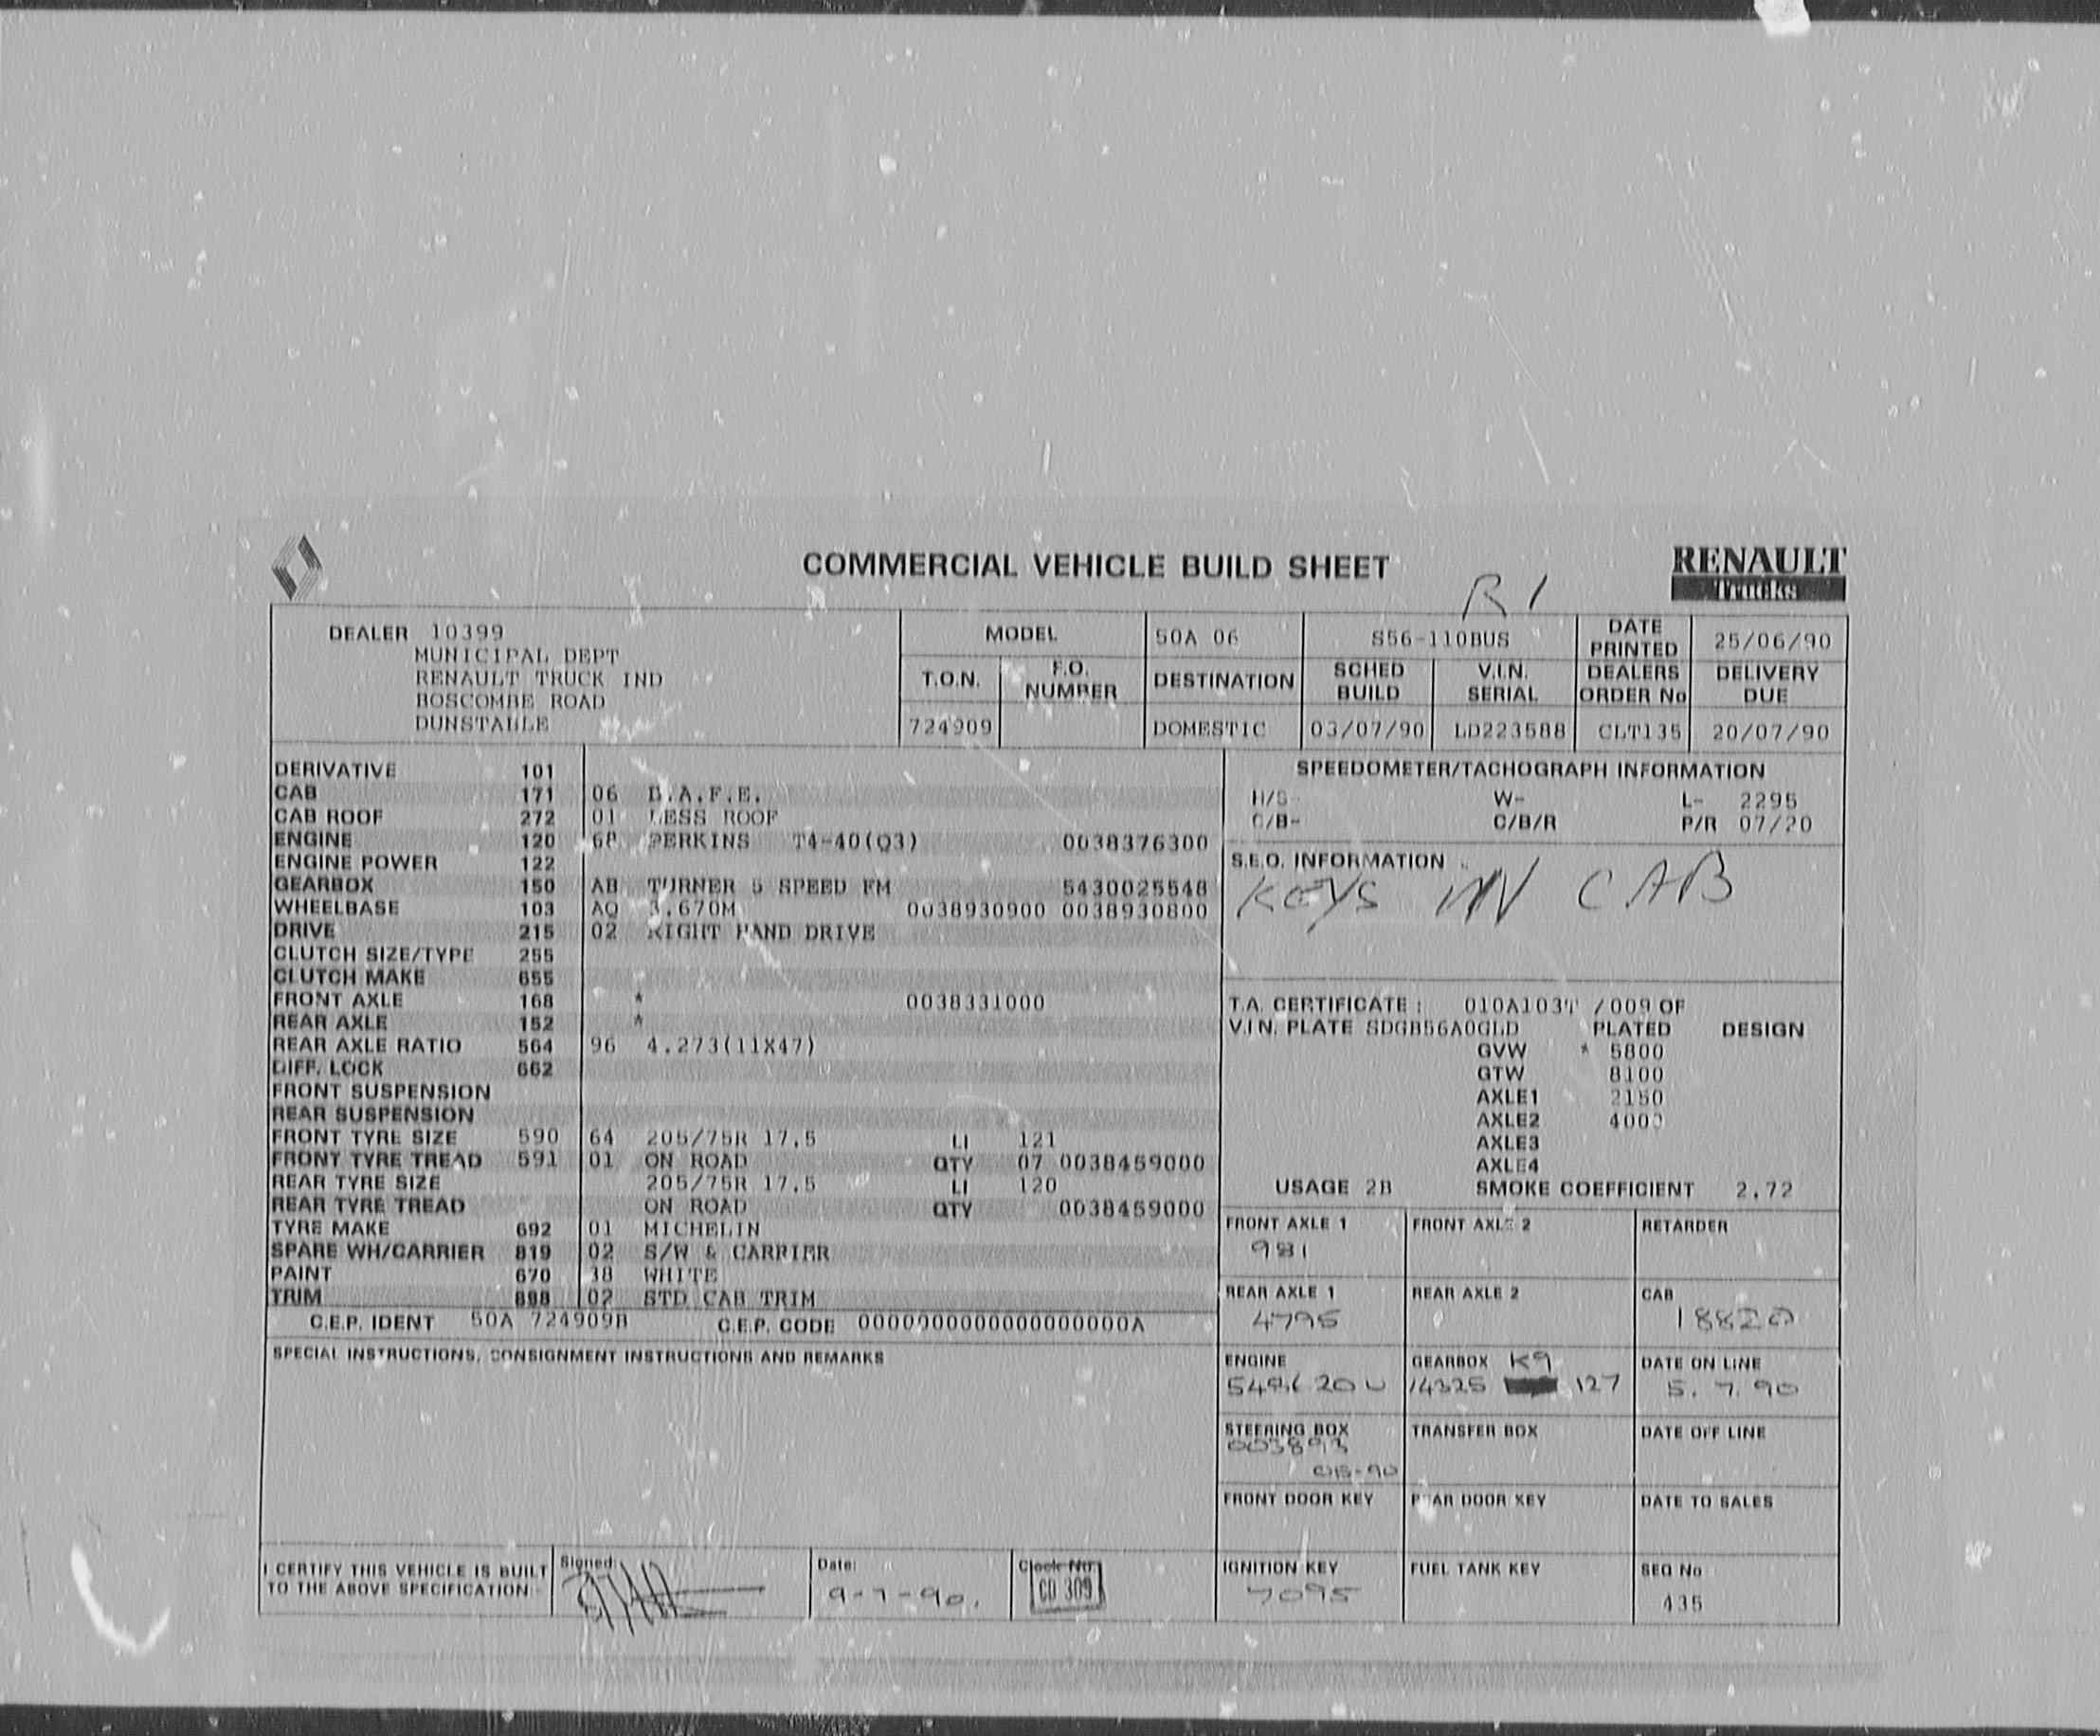 COMMERCIAL VEHICLE BUILD SHEET
R1
RENAULT
Trucks
DEALER 10399
MUNICIPAL DEPT
RENAULT TRUCK IND
BOSCOMBE ROAD
DUNSTABLE
MODEL 50A 06 S56-110BUS DATE PRINTED 25/06/90
T.O.N. F.O. NUMBER DESTINATION SCHED BUILD V.I.N. SERIAL DEALERS ORDER No DELIVERY DUE
724909 DOMESTIC 03/07/90 LD223588 CLT135 20/07/90
DERIVATIVE 101
CAB 171 06 D.A.F.E.
CAB ROOF 272 01 LESS ROOF
ENGINE 120 6P PERKINS T4-40(Q3) 0038376300
ENGINE POWER 122
GEARBOX 150 AB TURNER 5 SPEED FM 5430025548
WHEELBASE 103 AQ 3.670M 0038930900 0038930800
DRIVE 215 02 RIGHT HAND DRIVE
CLUTCH SIZE/TYPE 255
CLUTCH MAKE 655
FRONT AXLE 168 * 0038331000
REAR AXLE 152 *
REAR AXLE RATIO 564 96 4.273(11X47)
DIFF. LOCK 662
FRONT SUSPENSION
REAR SUSPENSION
FRONT TYRE SIZE 590 64 205/75R 17.5 LI 121
FRONT TYRE TREAD 591 01 ON ROAD QTY 07 0038459000
REAR TYRE SIZE 205/75R 17.5 LI 120
REAR TYRE TREAD ON ROAD QTY 0038459000
TYRE MAKE 692 01 MICHELIN
SPARE WH/CARRIER 819 02 S/W & CARRIER
PAINT 670 38 WHITE
TRIM 898 02 STD CAB TRIM
C.E.P. IDENT 50A 724909B C.E.P. CODE 0000000000000000000A
SPECIAL INSTRUCTIONS, CONSIGNMENT INSTRUCTIONS AND REMARKS
SPEEDOMETER/TACHOGRAPH INFORMATION
H/S- W- L- 2295
C/B- C/B/R P/R 07/20
S.E.O. INFORMATION
KEYS IN CAB
T.A. CERTIFICATE: 010A103T /009 OF
V.I.N. PLATE SDGB56A0GLD PLATED DESIGN
GVW * 5800
GTW 8100
AXLE1 2150
AXLE2 4000
AXLE3
AXLE4
USAGE 2B SMOKE COEFFICIENT 2.72
FRONT AXLE 1 FRONT AXLE 2 RETARDER
981
REAR AXLE 1 REAR AXLE 2 CAB
4795 18820
ENGINE GEARBOX K9 DATE ON LINE
14325 127 5.7.90
STEERING BOX TRANSFER BOX DATE OFF LINE
003893
FRONT DOOR KEY REAR DOOR KEY DATE TO SALES
IGNITION KEY FUEL TANK KEY SEQ No
7095 435
I CERTIFY THIS VEHICLE IS BUILT
TO THE ABOVE SPECIFICATION:-
Signed: Date: Clock No.
9-7-90. CD 309